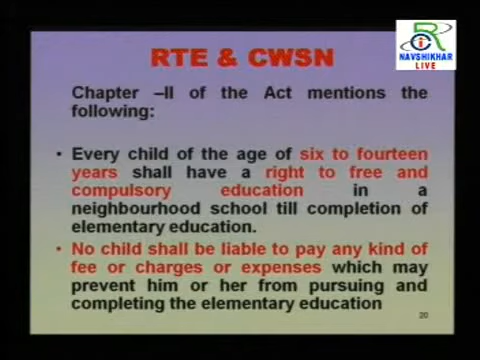 RTE & CWSN
NAVSHIKHAR
LIVE
Chapter –II of the Act mentions the
following:
• Every child of the age of six to fourteen
years shall have a right to free and
compulsory education in a
neighbourhood school till completion of
elementary education.
• No child shall be liable to pay any kind of
fee or charges or expenses which may
prevent him or her from pursuing and
completing the elementary education
20